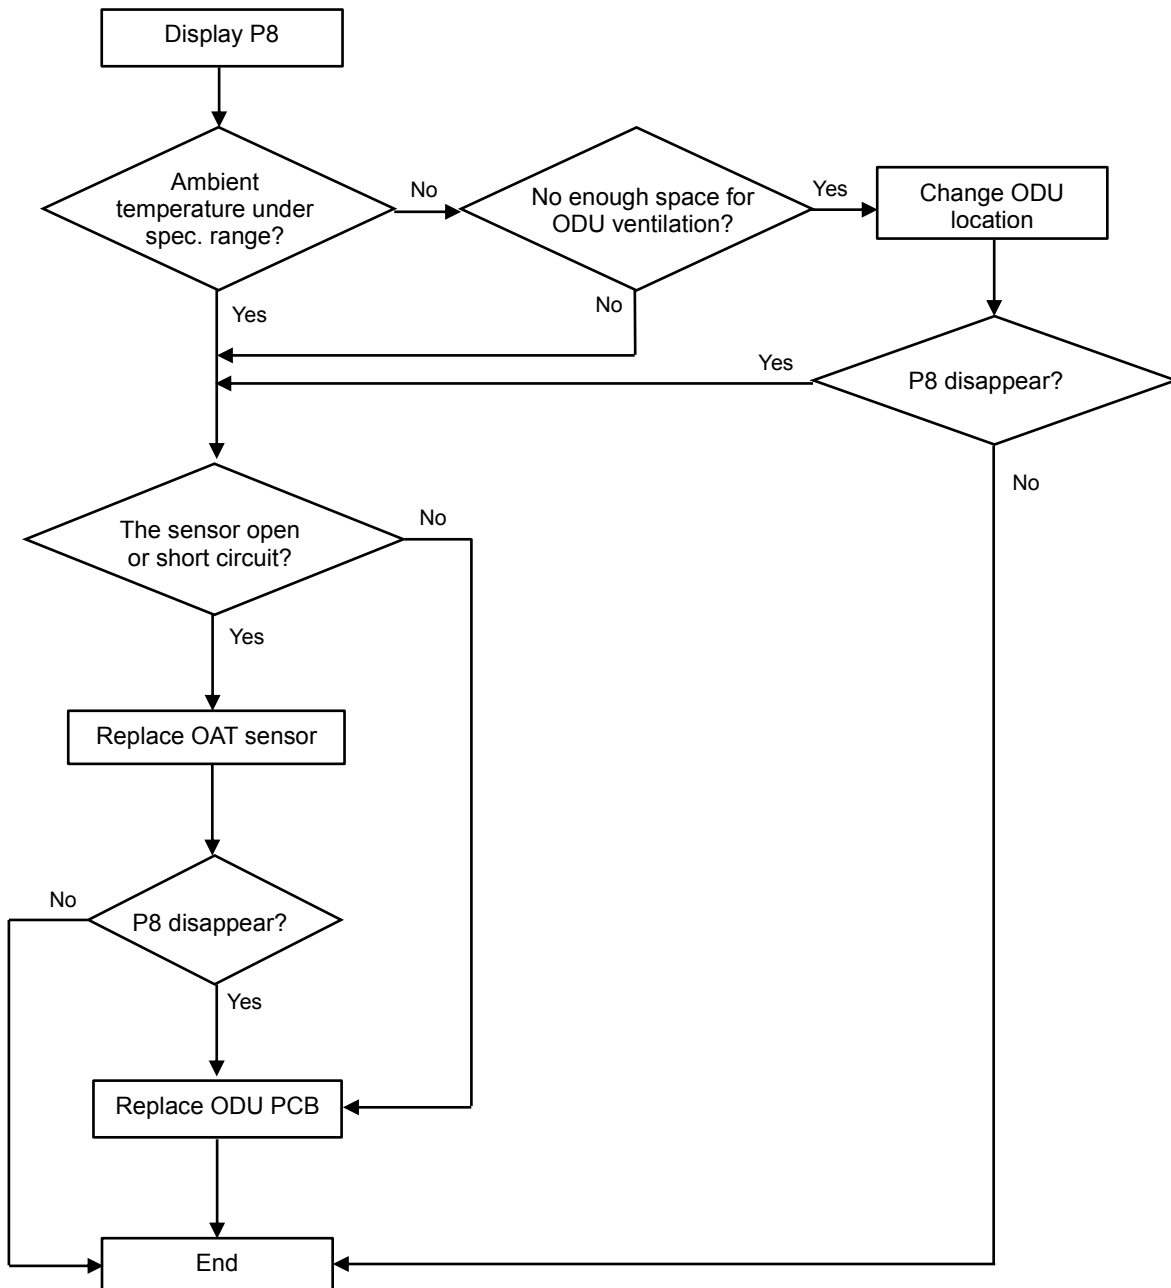 Display P8
Ambient
temperature under
spec. range?
No
No enough space for
ODU ventilation?
Yes
Change ODU
location
Yes
No
Yes
P8 disappear?
No
The sensor open
or short circuit?
No
Yes
Replace OAT sensor
No
P8 disappear?
Yes
Replace ODU PCB
End